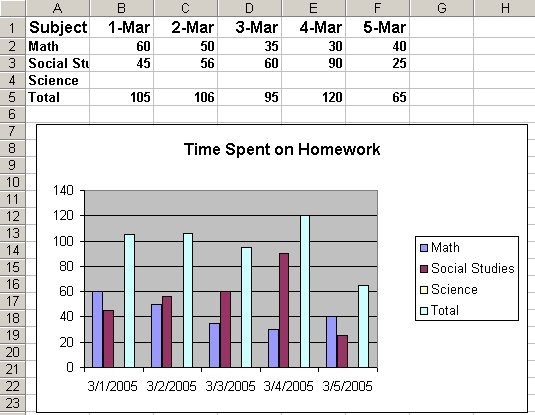 A B C D E F G H
1 Subject 1-Mar 2-Mar 3-Mar 4-Mar 5-Mar
2 Math 60 50 35 30 40
3 Social Stu 45 56 60 90 25
4 Science
5 Total 105 106 95 120 65
6
7
8
9
10
11
12
13
14
15
16
17
18
19
20
21
22
23
Time Spent on Homework
140
120
100
80
60
40
20
0
3/1/2005 3/2/2005 3/3/2005 3/4/2005 3/5/2005
Math
Social Studies
Science
Total